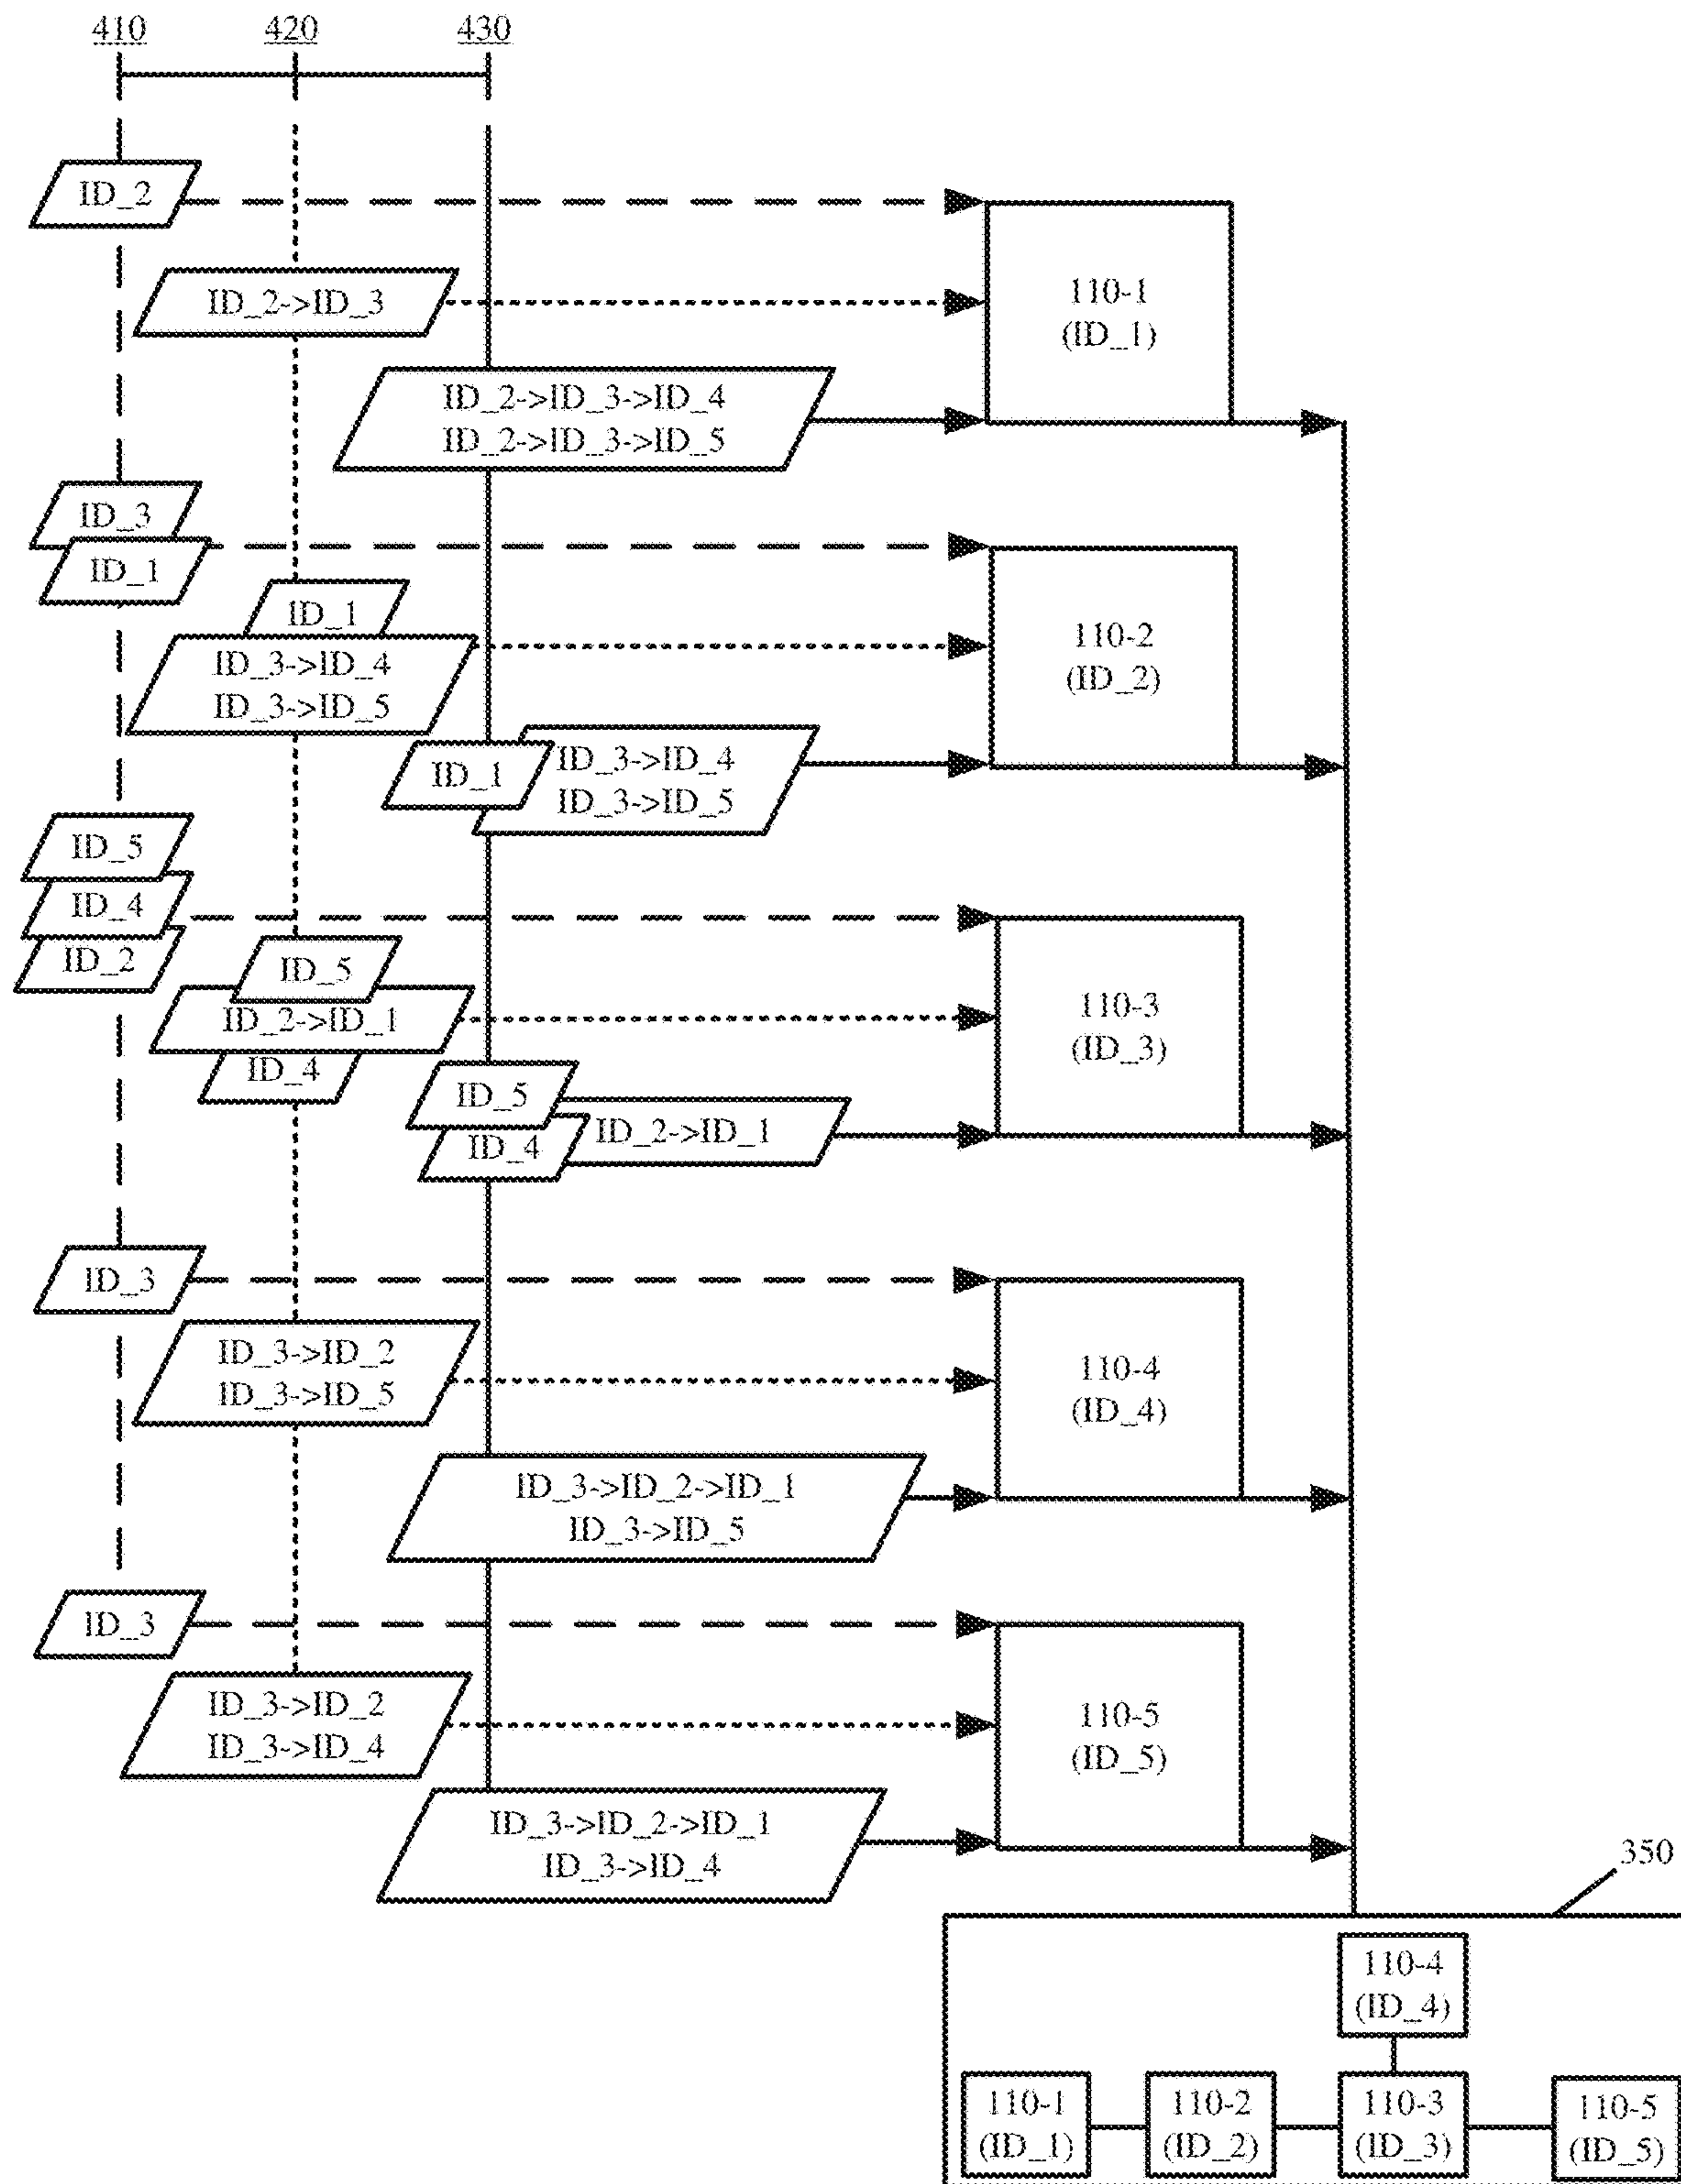 410 420 430
ID_2
ID_2->ID_3
110-1
(ID_1)
ID_2->ID_3->ID_4
ID_2->ID_3->ID_5
ID_3
ID_1
ID_1
ID_3->ID_4
ID_3->ID_5
110-2
(ID_2)
ID_1
ID_3->ID_4
ID_3->ID_5
ID_5
ID_4
ID_2
ID_5
ID_2->ID_1
ID_4
110-3
(ID_3)
ID_5
ID_4
ID_2->ID_1
ID_3
ID_3->ID_2
ID_3->ID_5
110-4
(ID_4)
ID_3->ID_2->ID_1
ID_3->ID_5
ID_3
ID_3->ID_2
ID_3->ID_4
110-5
(ID_5)
ID_3->ID_2->ID_1
ID_3->ID_4
350
110-4
(ID_4)
110-1
(ID_1)
110-2
(ID_2)
110-3
(ID_3)
110-5
(ID_5)